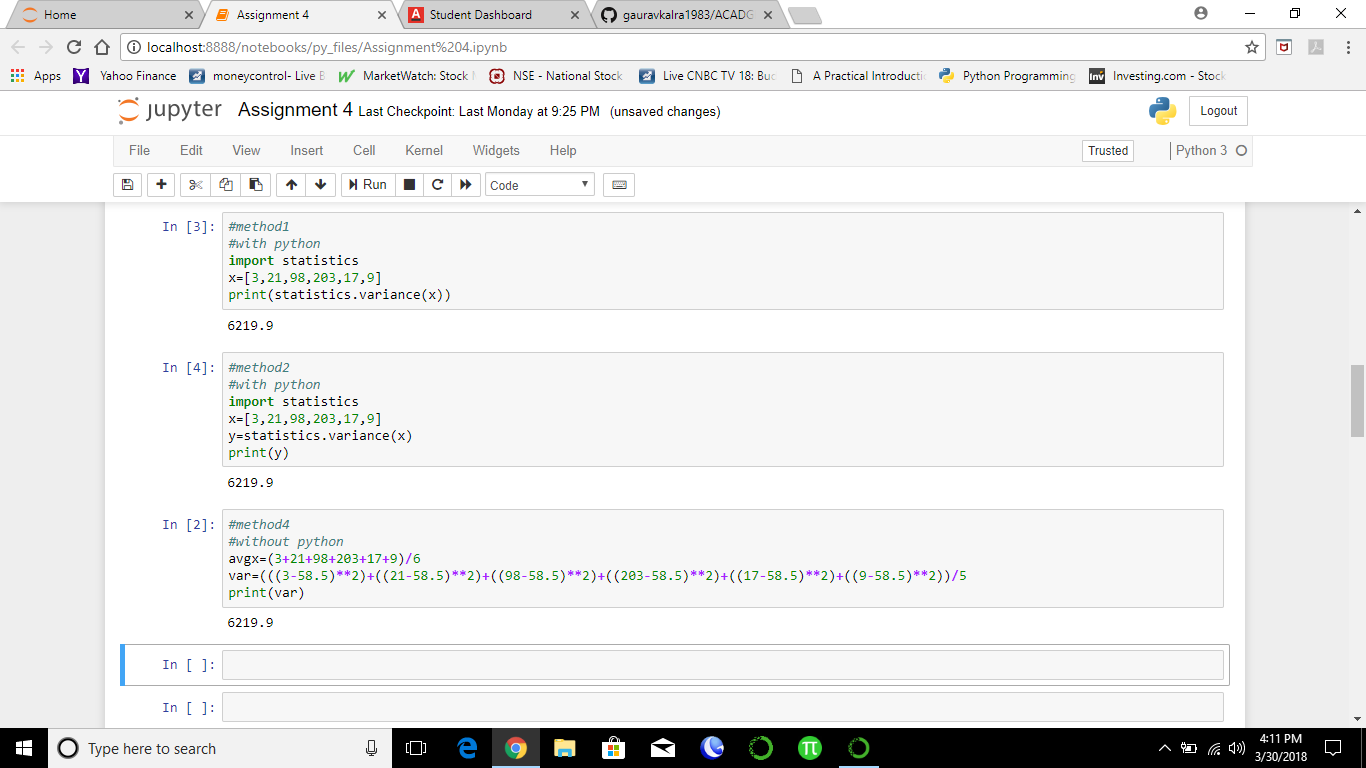 Home
Assignment 4
Student Dashboard
gauravkalra1983/ACADG
localhost:8888/notebooks/py_files/Assignment%204.ipynb
Apps
Yahoo Finance
moneycontrol- Live B
MarketWatch: Stock
NSE - National Stock
Live CNBC TV 18: Bu
A Practical Introducti
Python Programming
Investing.com - Stock
jupyter Assignment 4 Last Checkpoint: Last Monday at 9:25 PM (unsaved changes)
Logout
File Edit View Insert Cell Kernel Widgets Help
Trusted
Python 3
Run
Code
In [3]:
#method1
#with python
import statistics
x=[3,21,98,203,17,9]
print(statistics.variance(x))
6219.9
In [4]:
#method2
#with python
import statistics
x=[3,21,98,203,17,9]
y=statistics.variance(x)
print(y)
6219.9
In [2]:
#method4
#without python
avgx=(3+21+98+203+17+9)/6
var=(((3-58.5)**2)+((21-58.5)**2)+((98-58.5)**2)+((203-58.5)**2)+((17-58.5)**2)+((9-58.5)**2))/5
print(var)
6219.9
In [ ]:
In [ ]:
Type here to search
4:11 PM
3/30/2018